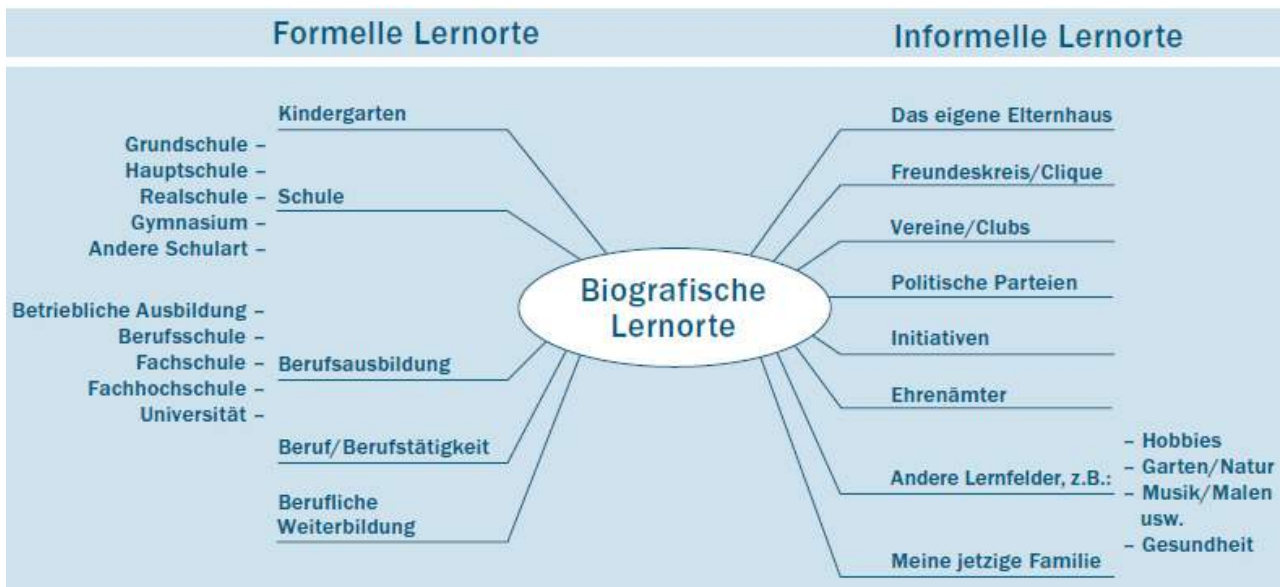 Formelle Lernorte
Informelle Lernorte
Kindergarten
Grundschule –
Hauptschule –
Realschule –
Gymnasium –
Andere Schulart –
Schule
Betriebliche Ausbildung –
Berufsschule –
Fachschule –
Fachhochschule –
Universität –
Berufsausbildung
Beruf/Berufstätigkeit
Berufliche
Weiterbildung
Biografische
Lernorte
Das eigene Elternhaus
Freundeskreis/Clique
Vereine/Clubs
Politische Parteien
Initiativen
Ehrenämter
Andere Lernfelder, z.B.:
– Hobbies
– Garten/Natur
– Musik/Malen
usw.
– Gesundheit
Meine jetzige Familie